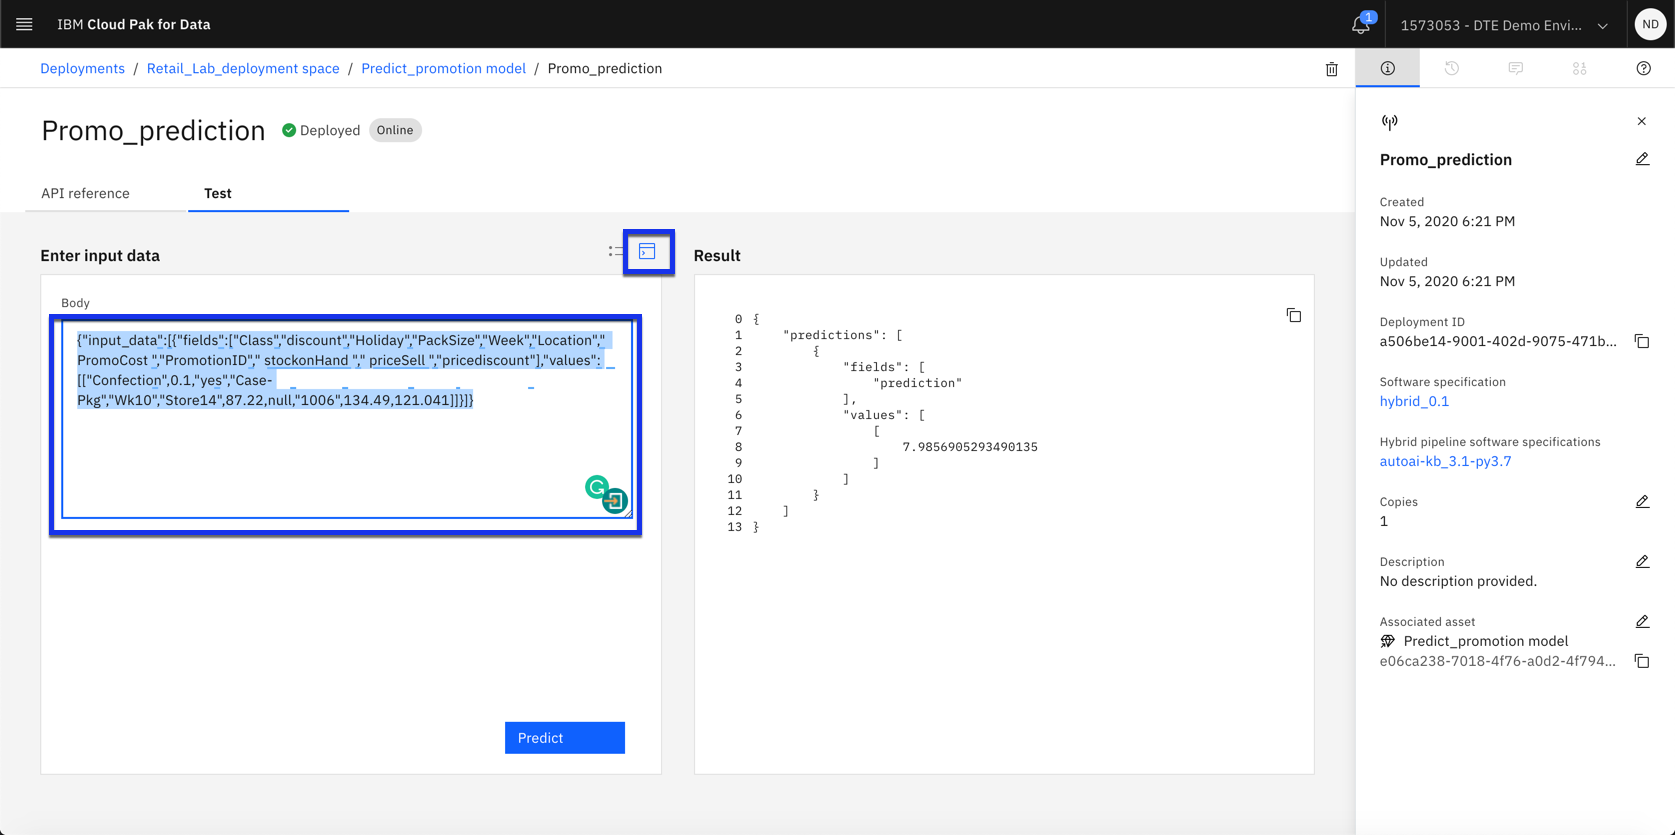 IBM Cloud Pak for Data
1
1573053 - DTE Demo Envi...
ND
Deployments / Retail_Lab_deployment space / Predict_promotion model / Promo_prediction
Promo_prediction
Deployed
Online
API reference
Test
Enter input data
Body
{"input_data":[{"fields":["Class","discount","Holiday","PackSize","Week","Location","
PromoCost ","PromotionID"," stockonHand "," priceSell ","pricediscount"],"values":
[["Confection",0.1,"yes","Case-
Pkg","Wk10","Store14",87.22,null,"1006",134.49,121.041]]}]}
Predict
Result
0 {
1 "predictions": [
2 {
3 "fields": [
4 "prediction"
5 ],
6 "values": [
7 [
8 7.9856905293490135
9 ]
10 ]
11 }
12 ]
13 }
Promo_prediction
Created
Nov 5, 2020 6:21 PM
Updated
Nov 5, 2020 6:21 PM
Deployment ID
a506be14-9001-402d-9075-471b...
Software specification
hybrid_0.1
Hybrid pipeline software specifications
autoai-kb_3.1-py3.7
Copies
1
Description
No description provided.
Associated asset
Predict_promotion model
e06ca238-7018-4f76-a0d2-4f794...